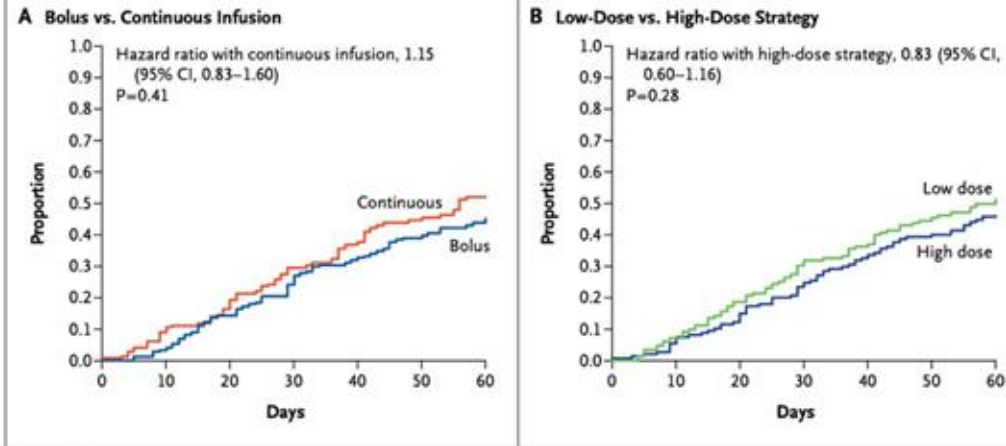 A Bolus vs. Continuous Infusion
Hazard ratio with continuous infusion, 1.15
(95% CI, 0.83–1.60)
P=0.41
1.0
0.9
0.8
0.7
0.6
0.5
0.4
0.3
0.2
0.1
0.0
Proportion
Continuous
Bolus
0 10 20 30 40 50 60
Days
B Low-Dose vs. High-Dose Strategy
Hazard ratio with high-dose strategy, 0.83 (95% CI,
0.60–1.16)
P=0.28
1.0
0.9
0.8
0.7
0.6
0.5
0.4
0.3
0.2
0.1
0.0
Proportion
Low dose
High dose
0 10 20 30 40 50 60
Days